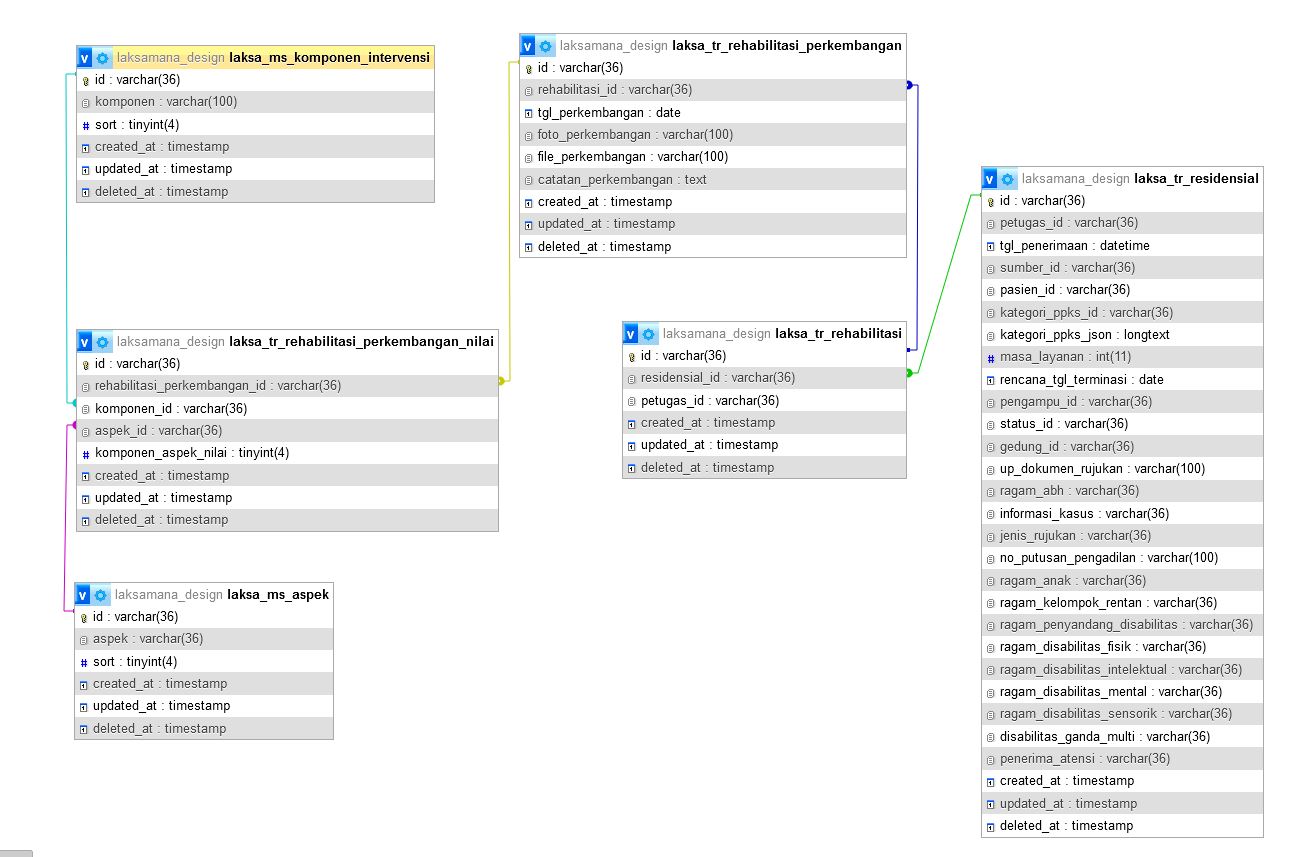 laksamana_design laksa_ms_komponen_intervensi
id : varchar(36)
komponen : varchar(100)
# sort : tinyint(4)
created_at : timestamp
updated_at : timestamp
deleted_at : timestamp
laksamana_design laksa_tr_rehabilitasi_perkembangan
id : varchar(36)
rehabilitasi_id : varchar(36)
tgl_perkembangan : date
foto_perkembangan : varchar(100)
file_perkembangan : varchar(100)
catatan_perkembangan : text
created_at : timestamp
updated_at : timestamp
deleted_at : timestamp
laksamana_design laksa_tr_rehabilitasi_perkembangan_nilai
id : varchar(36)
rehabilitasi_perkembangan_id : varchar(36)
komponen_id : varchar(36)
aspek_id : varchar(36)
# komponen_aspek_nilai : tinyint(4)
created_at : timestamp
updated_at : timestamp
deleted_at : timestamp
laksamana_design laksa_tr_rehabilitasi
id : varchar(36)
residensial_id : varchar(36)
petugas_id : varchar(36)
created_at : timestamp
updated_at : timestamp
deleted_at : timestamp
laksamana_design laksa_ms_aspek
id : varchar(36)
aspek : varchar(36)
# sort : tinyint(4)
created_at : timestamp
updated_at : timestamp
deleted_at : timestamp
laksamana_design laksa_tr_residensial
id : varchar(36)
petugas_id : varchar(36)
tgl_penerimaan : datetime
sumber_id : varchar(36)
pasien_id : varchar(36)
kategori_ppks_id : varchar(36)
kategori_ppks_json : longtext
# masa_layanan : int(11)
rencana_tgl_terminasi : date
pengampu_id : varchar(36)
status_id : varchar(36)
gedung_id : varchar(36)
up_dokumen_rujukan : varchar(100)
ragam_abh : varchar(36)
informasi_kasus : varchar(36)
jenis_rujukan : varchar(36)
no_putusan_pengadilan : varchar(100)
ragam_anak : varchar(36)
ragam_kelompok_rentan : varchar(36)
ragam_penyandang_disabilitas : varchar(36)
ragam_disabilitas_fisik : varchar(36)
ragam_disabilitas_intelektual : varchar(36)
ragam_disabilitas_mental : varchar(36)
ragam_disabilitas_sensorik : varchar(36)
disabilitas_ganda_multi : varchar(36)
penerima_atensi : varchar(36)
created_at : timestamp
updated_at : timestamp
deleted_at : timestamp